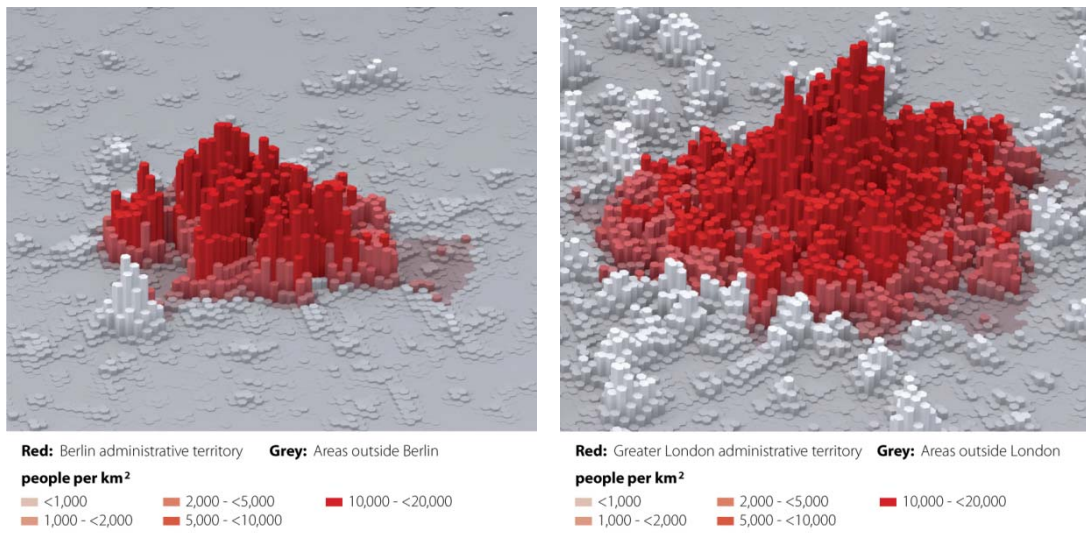 Red: Berlin administrative territory Grey: Areas outside Berlin
people per km²
<1,000 2,000 - <5,000 10,000 - <20,000
1,000 - <2,000 5,000 - <10,000
Red: Greater London administrative territory Grey: Areas outside London
people per km²
<1,000 2,000 - <5,000 10,000 - <20,000
1,000 - <2,000 5,000 - <10,000